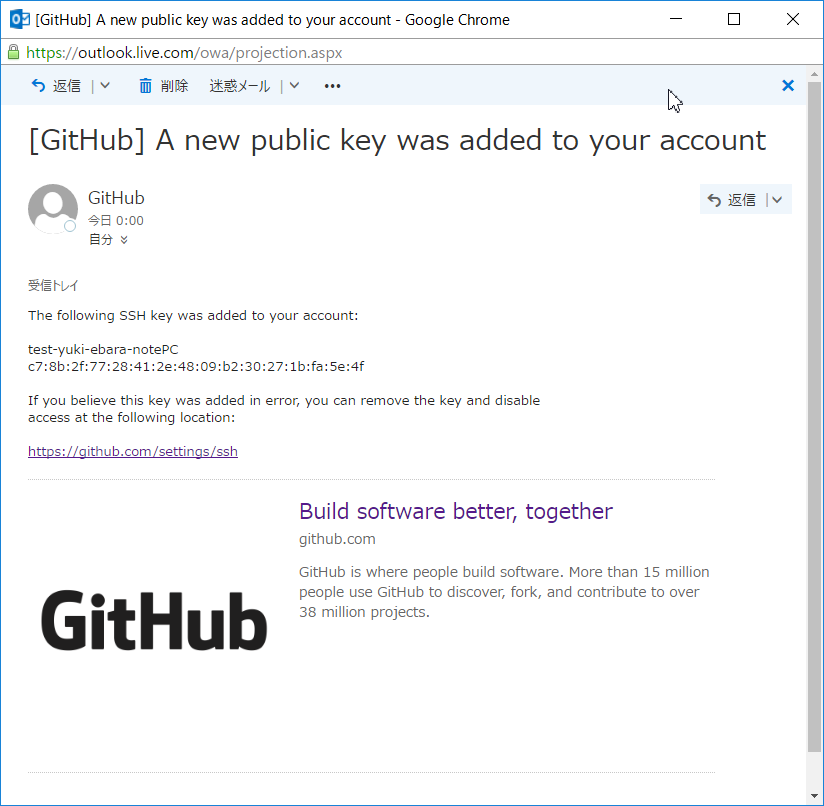 [GitHub] A new public key was added to your account - Google Chrome
https://outlook.live.com/owa/projection.aspx
返信 | 削除 迷惑メール | •••
[GitHub] A new public key was added to your account
GitHub
今日 0:00
自分
返信 |
受信トレイ
The following SSH key was added to your account:
test-yuki-ebara-notePC
c7:8b:2f:77:28:41:2e:48:09:b2:30:27:1b:fa:5e:4f
If you believe this key was added in error, you can remove the key and disable
access at the following location:
https://github.com/settings/ssh
Build software better, together
github.com
GitHub is where people build software. More than 15 million
people use GitHub to discover, fork, and contribute to over
38 million projects.
GitHub